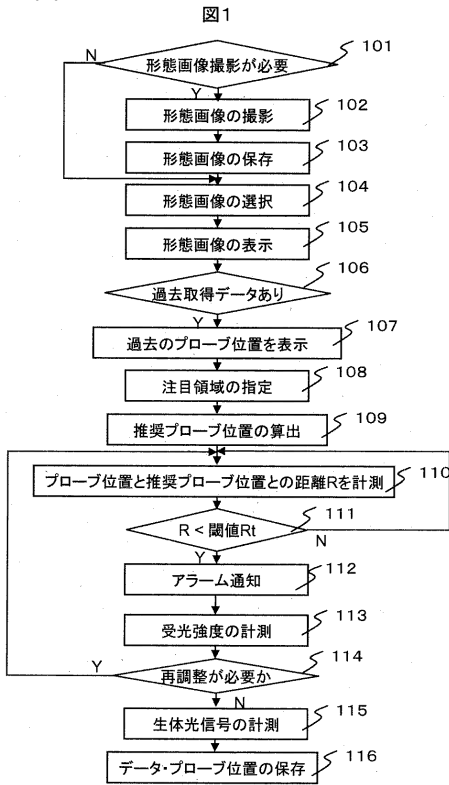 図1
101
形態画像撮影が必要
N
Y
102
形態画像の撮影
103
形態画像の保存
104
形態画像の選択
105
形態画像の表示
106
過去取得データあり
Y
107
過去のプローブ位置を表示
108
注目領域の指定
109
推奨プローブ位置の算出
110
プローブ位置と推奨プローブ位置との距離Rを計測
111
R < 閾値Rt
N
Y
112
アラーム通知
113
受光強度の計測
114
再調整が必要か
Y
N
115
生体光信号の計測
116
データ・プローブ位置の保存